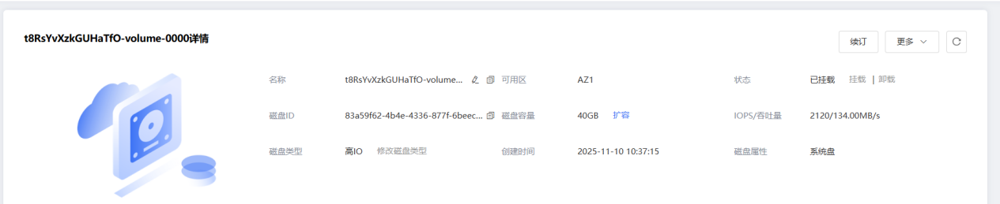 t8RsYvXzkGUHaTfO-volume-0000详情
续订 更多
名称 t8RsYvXzkGUHaTfO-volume... 可用区 AZ1 状态 已挂载 挂载 | 卸载
磁盘ID 83a59f62-4b4e-4336-877f-6beec... 磁盘容量 40GB 扩容 IOPS/吞吐量 2120/134.00MB/s
磁盘类型 高IO 修改磁盘类型 创建时间 2025-11-10 10:37:15 磁盘属性 系统盘